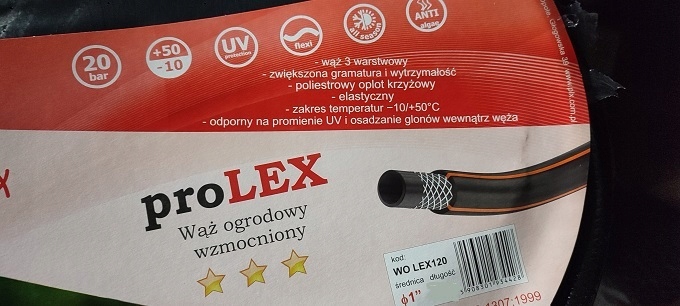 20
bar
+50
-10
UV
protection
flexi
all season
ANTI
algae
- wąż 3 warstwowy
- zwiększona gramatura i wytrzymałość
- poliestrowy oplot krzyżowy
- elastyczny
- zakres temperatur −10/+50°C
- odporny na promienie UV i osadzanie glonów wewnątrz węża
proLEX
Wąż ogrodowy
wzmocniony
kod:
WO LEX120
średnica długość
ϕ1"
1307:1999